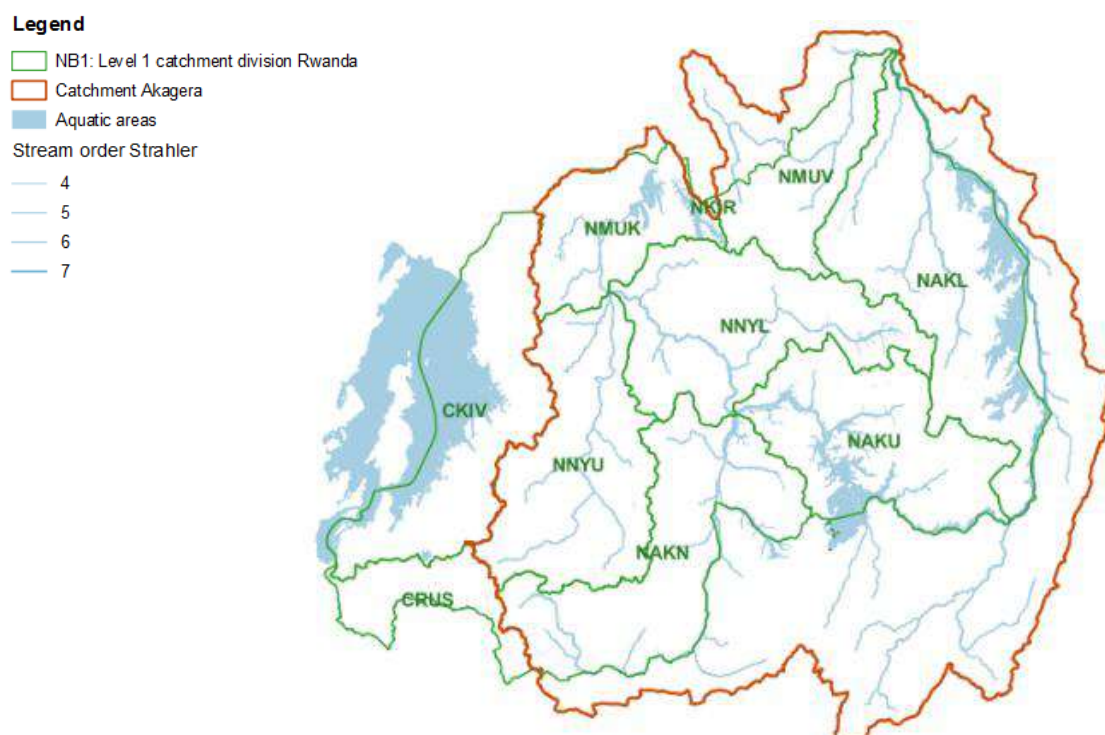 Legend
NB1: Level 1 catchment division Rwanda
Catchment Akagera
Aquatic areas
Stream order Strahler
4
5
6
7
NMUV
NKIR
NMUK
NAKL
NNYL
CKIV
NAKU
NNYU
NAKN
CRUS